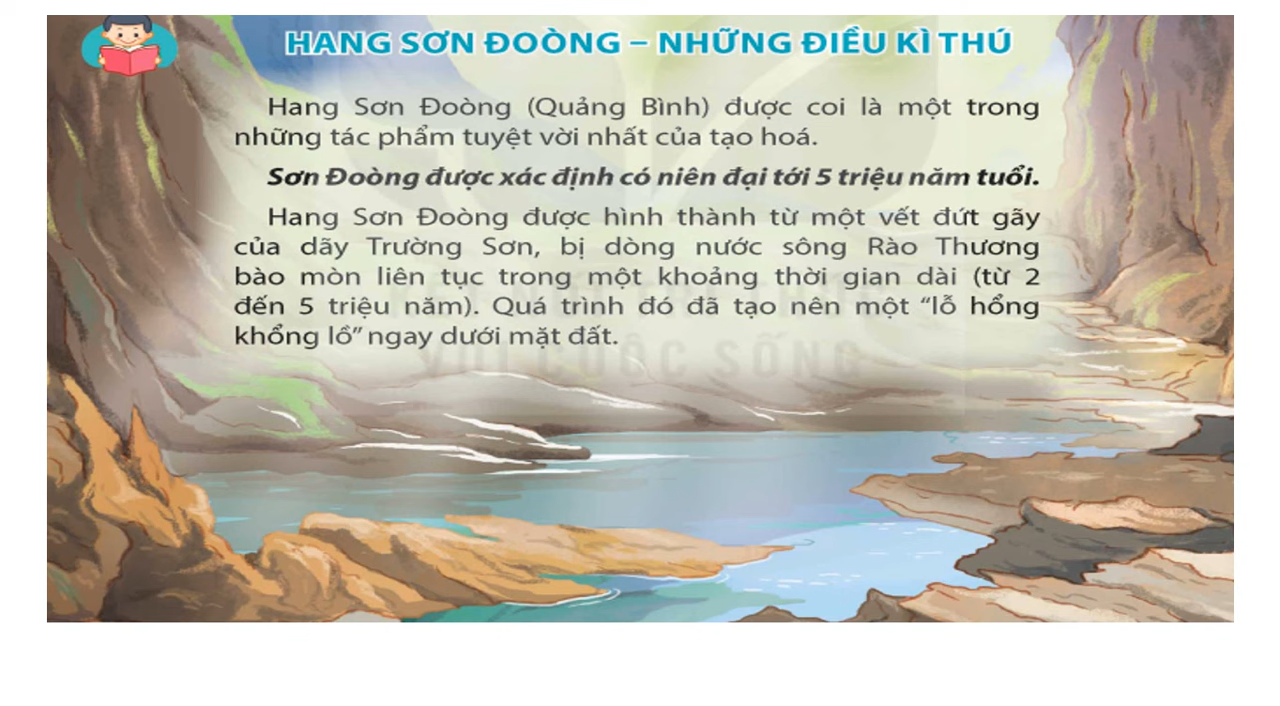 HANG SƠN ĐOÒNG – NHỮNG ĐIỀU KÌ THÚ
Hang Sơn Đoòng (Quảng Bình) được coi là một trong
những tác phẩm tuyệt vời nhất của tạo hoá.
Sơn Đoòng được xác định có niên đại tới 5 triệu năm tuổi.
Hang Sơn Đoòng được hình thành từ một vết đứt gãy
của dãy Trường Sơn, bị dòng nước sông Rào Thương
bào mòn liên tục trong một khoảng thời gian dài (từ 2
đến 5 triệu năm). Quá trình đó đã tạo nên một “lỗ hổng
khổng lồ” ngay dưới mặt đất.
VỚI CUỘC SỐNG